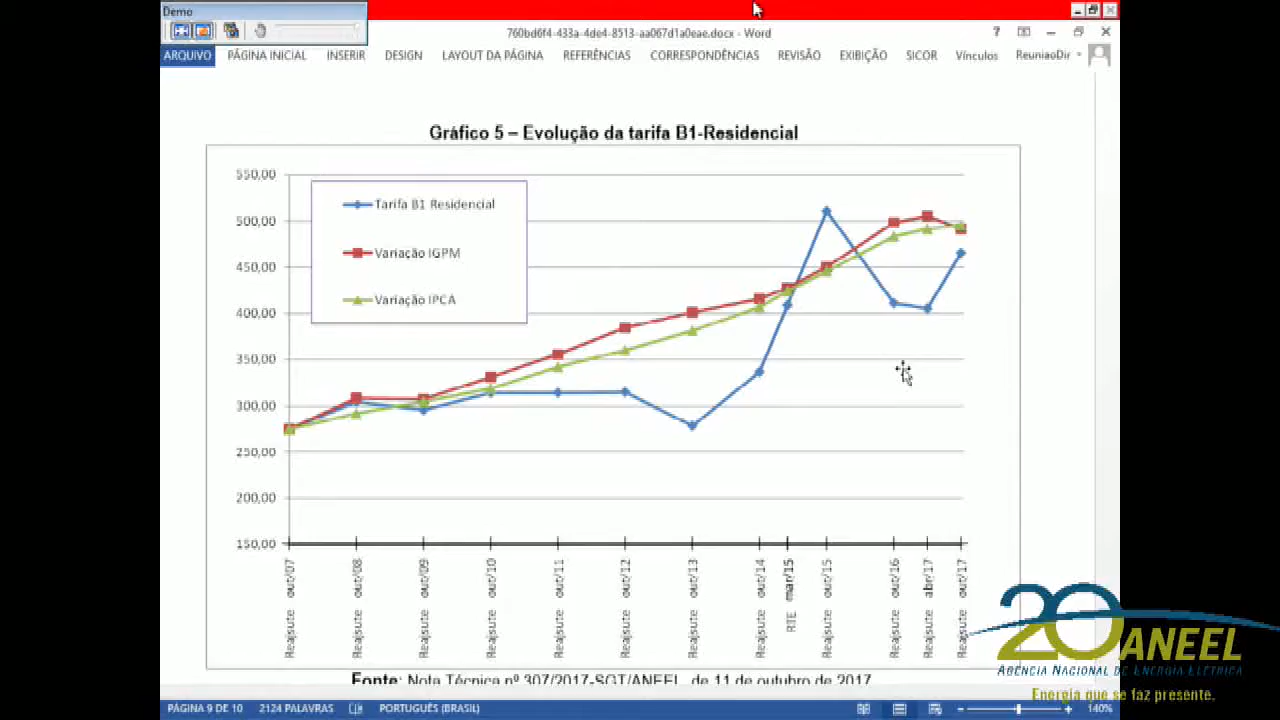 Demo
760bd6f4-433a-4de4-8513-aa067d1a0eae.docx - Word
ARQUIVO PÁGINA INICIAL INSERIR DESIGN LAYOUT DA PÁGINA REFERÊNCIAS CORRESPONDÊNCIAS REVISÃO EXIBIÇÃO SICOR Vínculos ReuniaoDir
Gráfico 5 – Evolução da tarifa B1-Residencial
550,00
500,00
450,00
400,00
350,00
300,00
250,00
200,00
150,00
Tarifa B1 Residencial
Variação IGPM
Variação IPCA
Reajsute out/07
Reajsute out/08
Reajsute out/09
Reajsute out/10
Reajsute out/11
Reajsute out/12
Reajsute out/13
Reajsute out/14
RTE mar/15
Reajsute out/15
Reajsute out/16
Reajsute abr/17
Reajsute out/17
Fonte: Nota Técnica nº 307/2017-SGT/ANEEL, de 11 de outubro de 2017
20 ANEEL
AGÊNCIA NACIONAL DE ENERGIA ELÉTRICA
Energia que se faz presente.
PÁGINA 9 DE 10 2124 PALAVRAS PORTUGUÊS (BRASIL) 140%